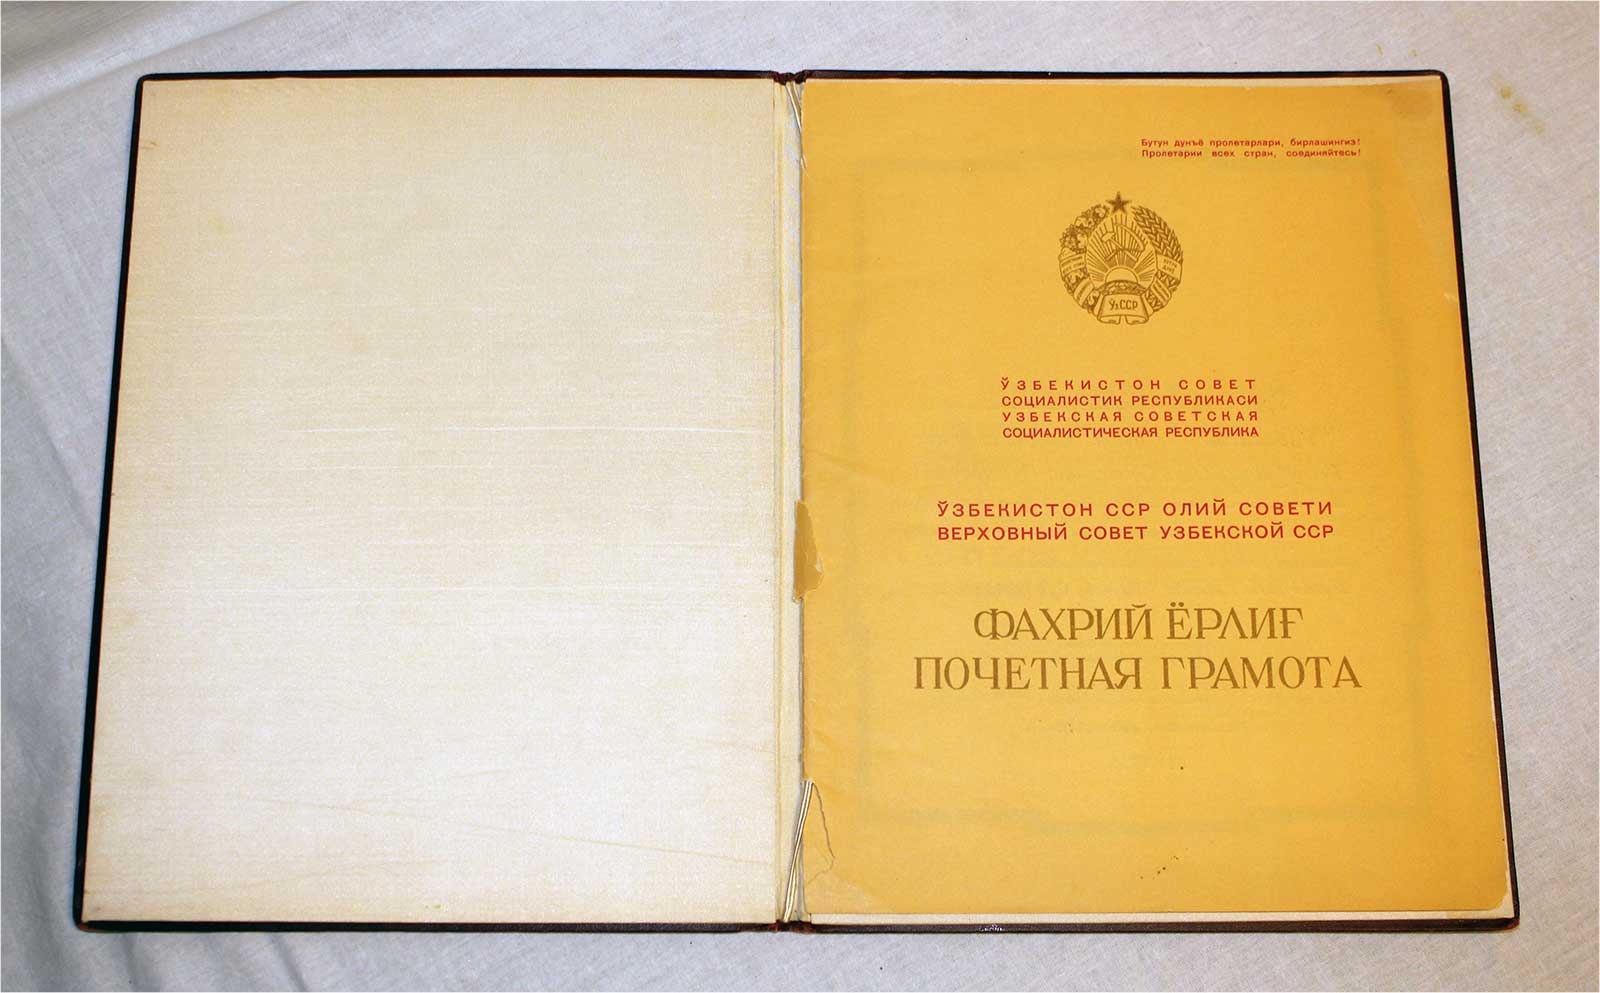 Бутун дунъё пролетарлари, бирлашингиз!
Пролетарии всех стран, соединяйтесь!
ЎзССР
ЎЗБЕКИСТОН СОВЕТ
СОЦИАЛИСТИК РЕСПУБЛИКАСИ
УЗБЕКСКАЯ СОВЕТСКАЯ
СОЦИАЛИСТИЧЕСКАЯ РЕСПУБЛИКА
ЎЗБЕКИСТОН ССР ОЛИЙ СОВЕТИ
ВЕРХОВНЫЙ СОВЕТ УЗБЕКСКОЙ ССР
ФАХРИЙ ЁРЛИҒ
ПОЧЕТНАЯ ГРАМОТА